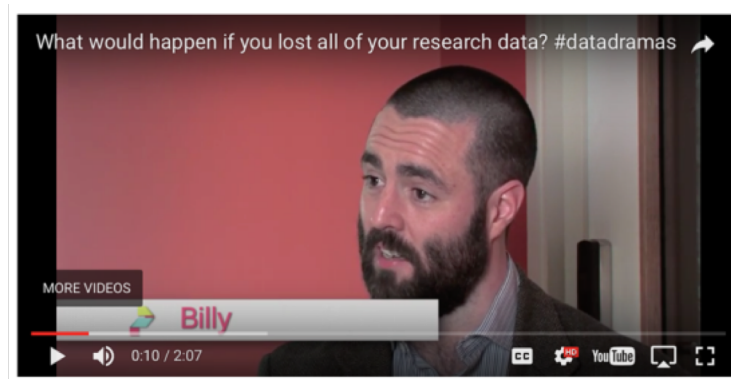 What would happen if you lost all of your research data? #datadramas
MORE VIDEOS
Billy
0:10 / 2:07
CC
HD
YouTube